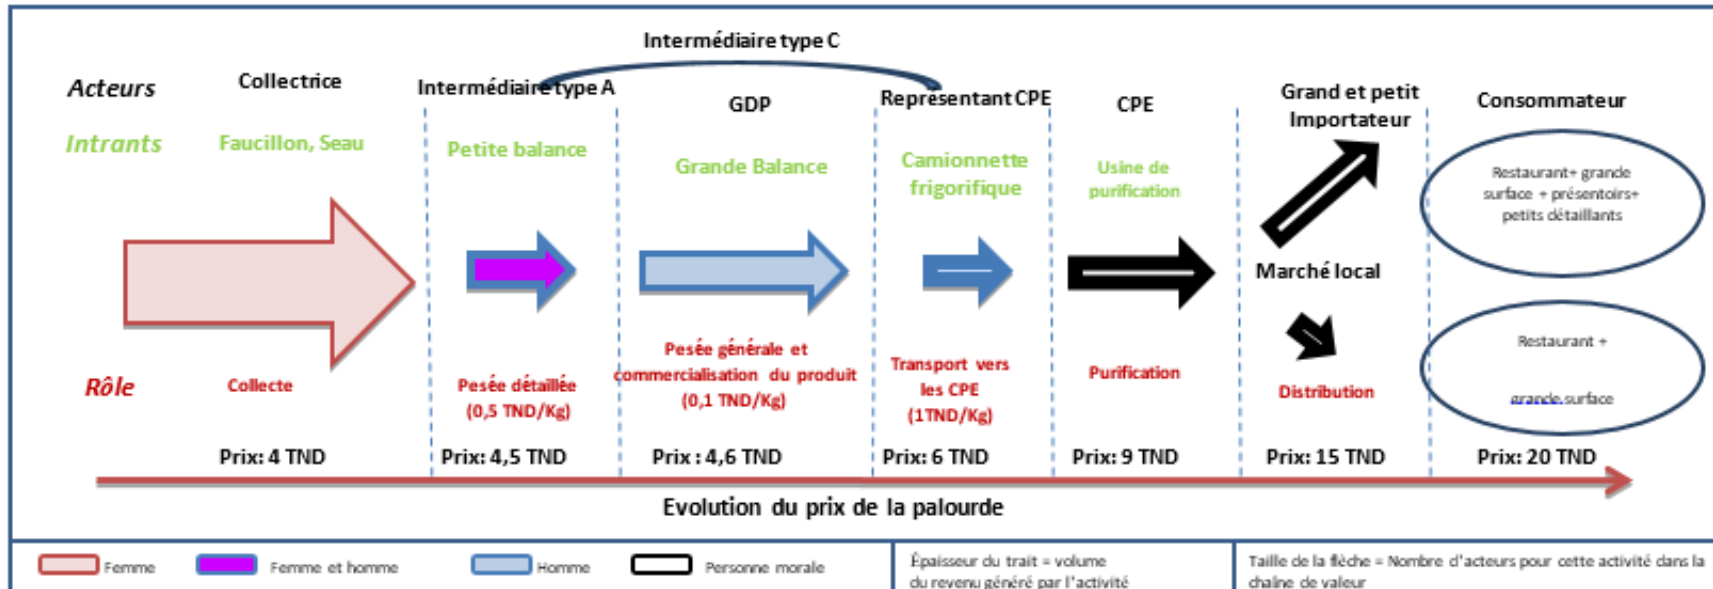 Intermédiaire type C
Acteurs
Collectrice
Intermédiaire type A
GDP
Représentant CPE
CPE
Grand et petit
Importateur
Consommateur
Intrants
Faucillon, Seau
Petite balance
Grande Balance
Camionnette
frigorifique
Usine de
purification
Restaurant+ grande
surface + présentoirs+
petits détaillants
Marché local
Rôle
Collecte
Pesée détaillée
(0,5 TND/Kg)
Pesée générale et
commercialisation du produit
(0,1 TND/Kg)
Transport vers
les CPE
(1TND/Kg)
Purification
Distribution
Restaurant +
grande surface
Prix: 4 TND
Prix: 4,5 TND
Prix : 4,6 TND
Prix: 6 TND
Prix: 9 TND
Prix: 15 TND
Prix: 20 TND
Evolution du prix de la palourde
Femme
Femme et homme
Homme
Personne morale
Épaisseur du trait = volume
du revenu généré par l'activité
Taille de la flèche = Nombre d'acteurs pour cette activité dans la
chaîne de valeur